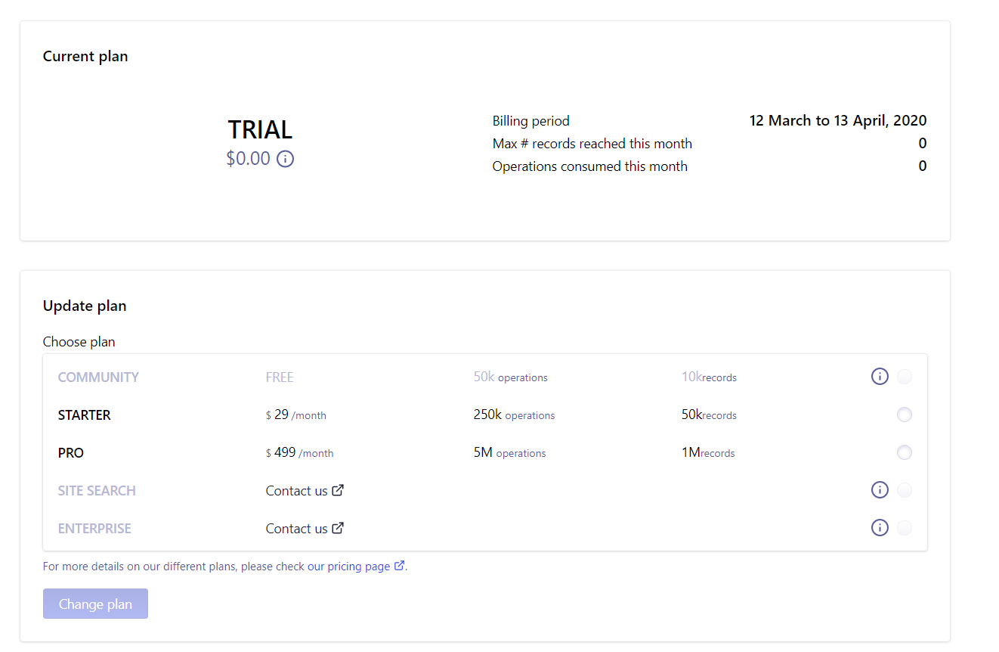 Current plan
TRIAL
$0.00
Billing period 12 March to 13 April, 2020
Max # records reached this month 0
Operations consumed this month 0
Update plan
Choose plan
COMMUNITY FREE 50k operations 10krecords
STARTER $ 29 /month 250k operations 50krecords
PRO $ 499 /month 5M operations 1Mrecords
SITE SEARCH Contact us
ENTERPRISE Contact us
For more details on our different plans, please check our pricing page .
Change plan